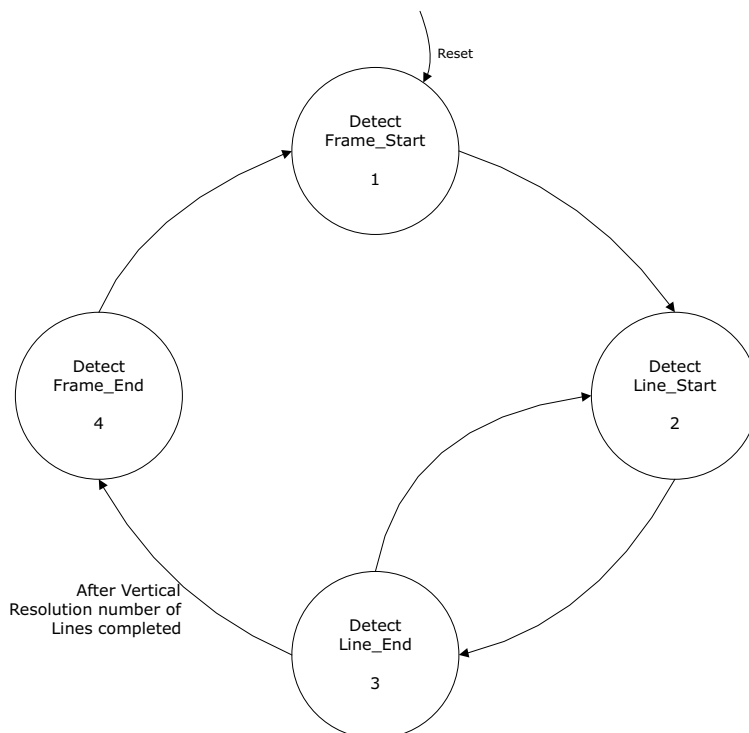 Reset
Detect
Frame_Start
1
Detect
Frame_End
4
Detect
Line_Start
2
After Vertical
Resolution number of
Lines completed
Detect
Line_End
3